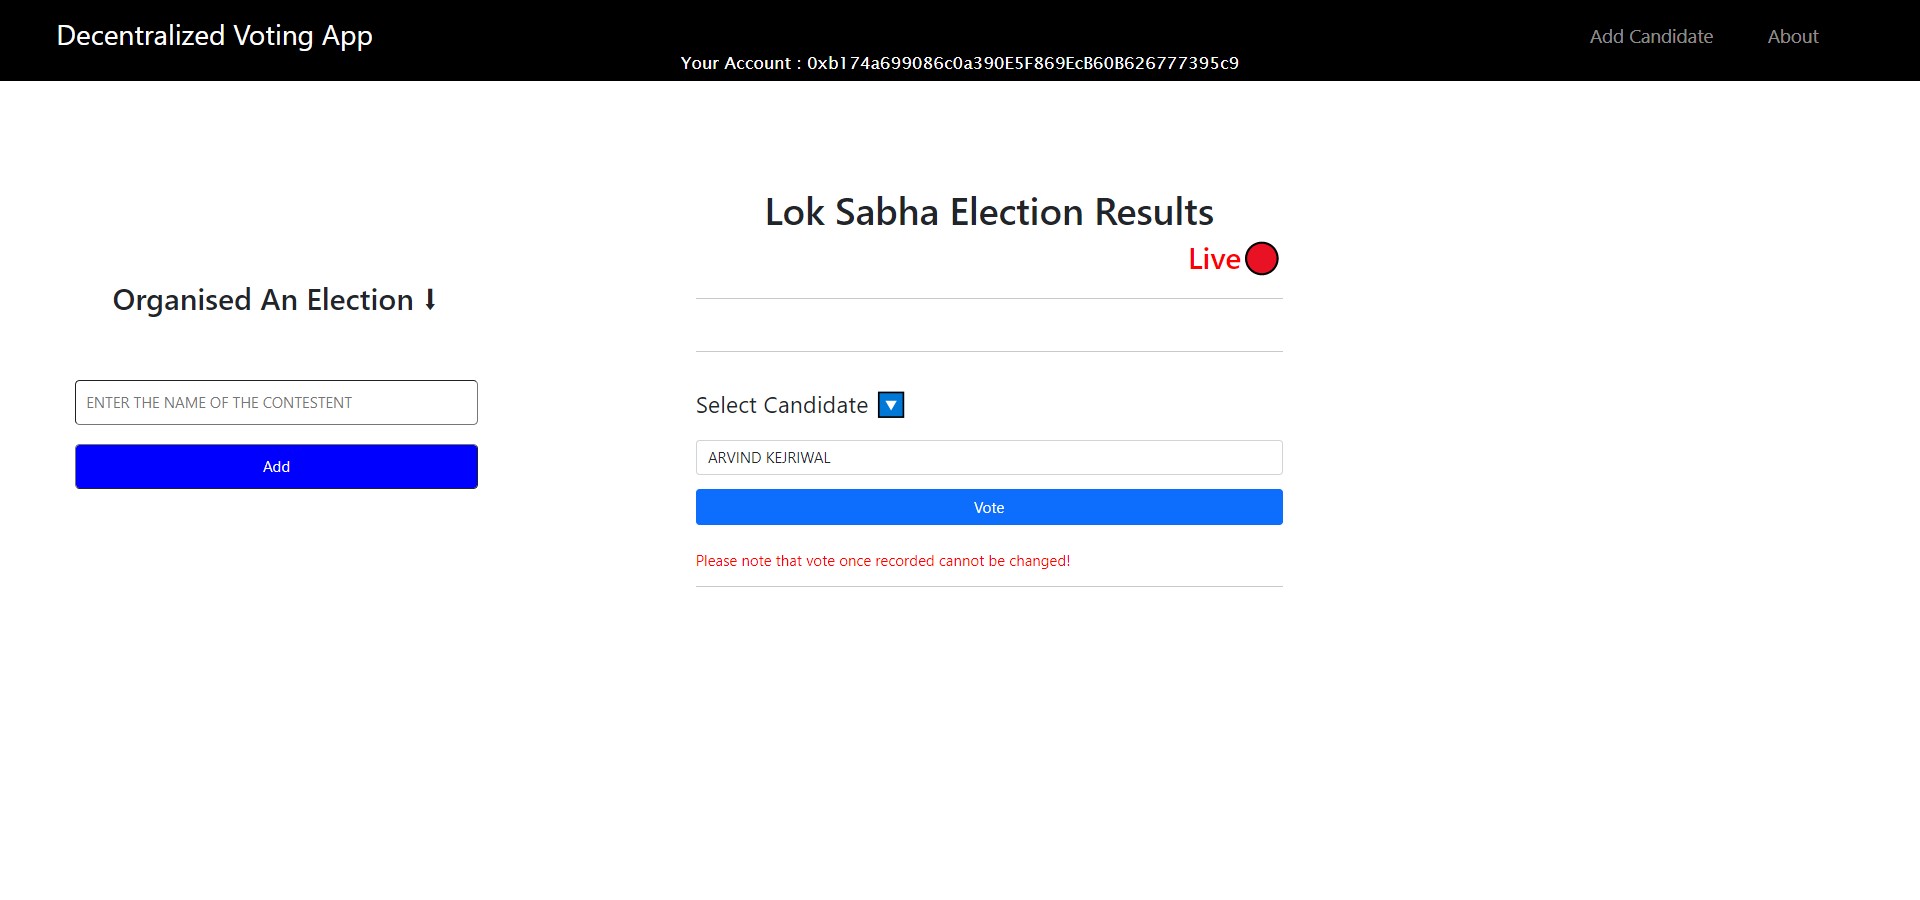 Decentralized Voting App
Add Candidate
About
Your Account : 0xb174a699086c0a390E5F869EcB60B626777395c9
Lok Sabha Election Results
Live
Organised An Election
ENTER THE NAME OF THE CONTESTENT
Add
Select Candidate
ARVIND KEJRIWAL
Vote
Please note that vote once recorded cannot be changed!